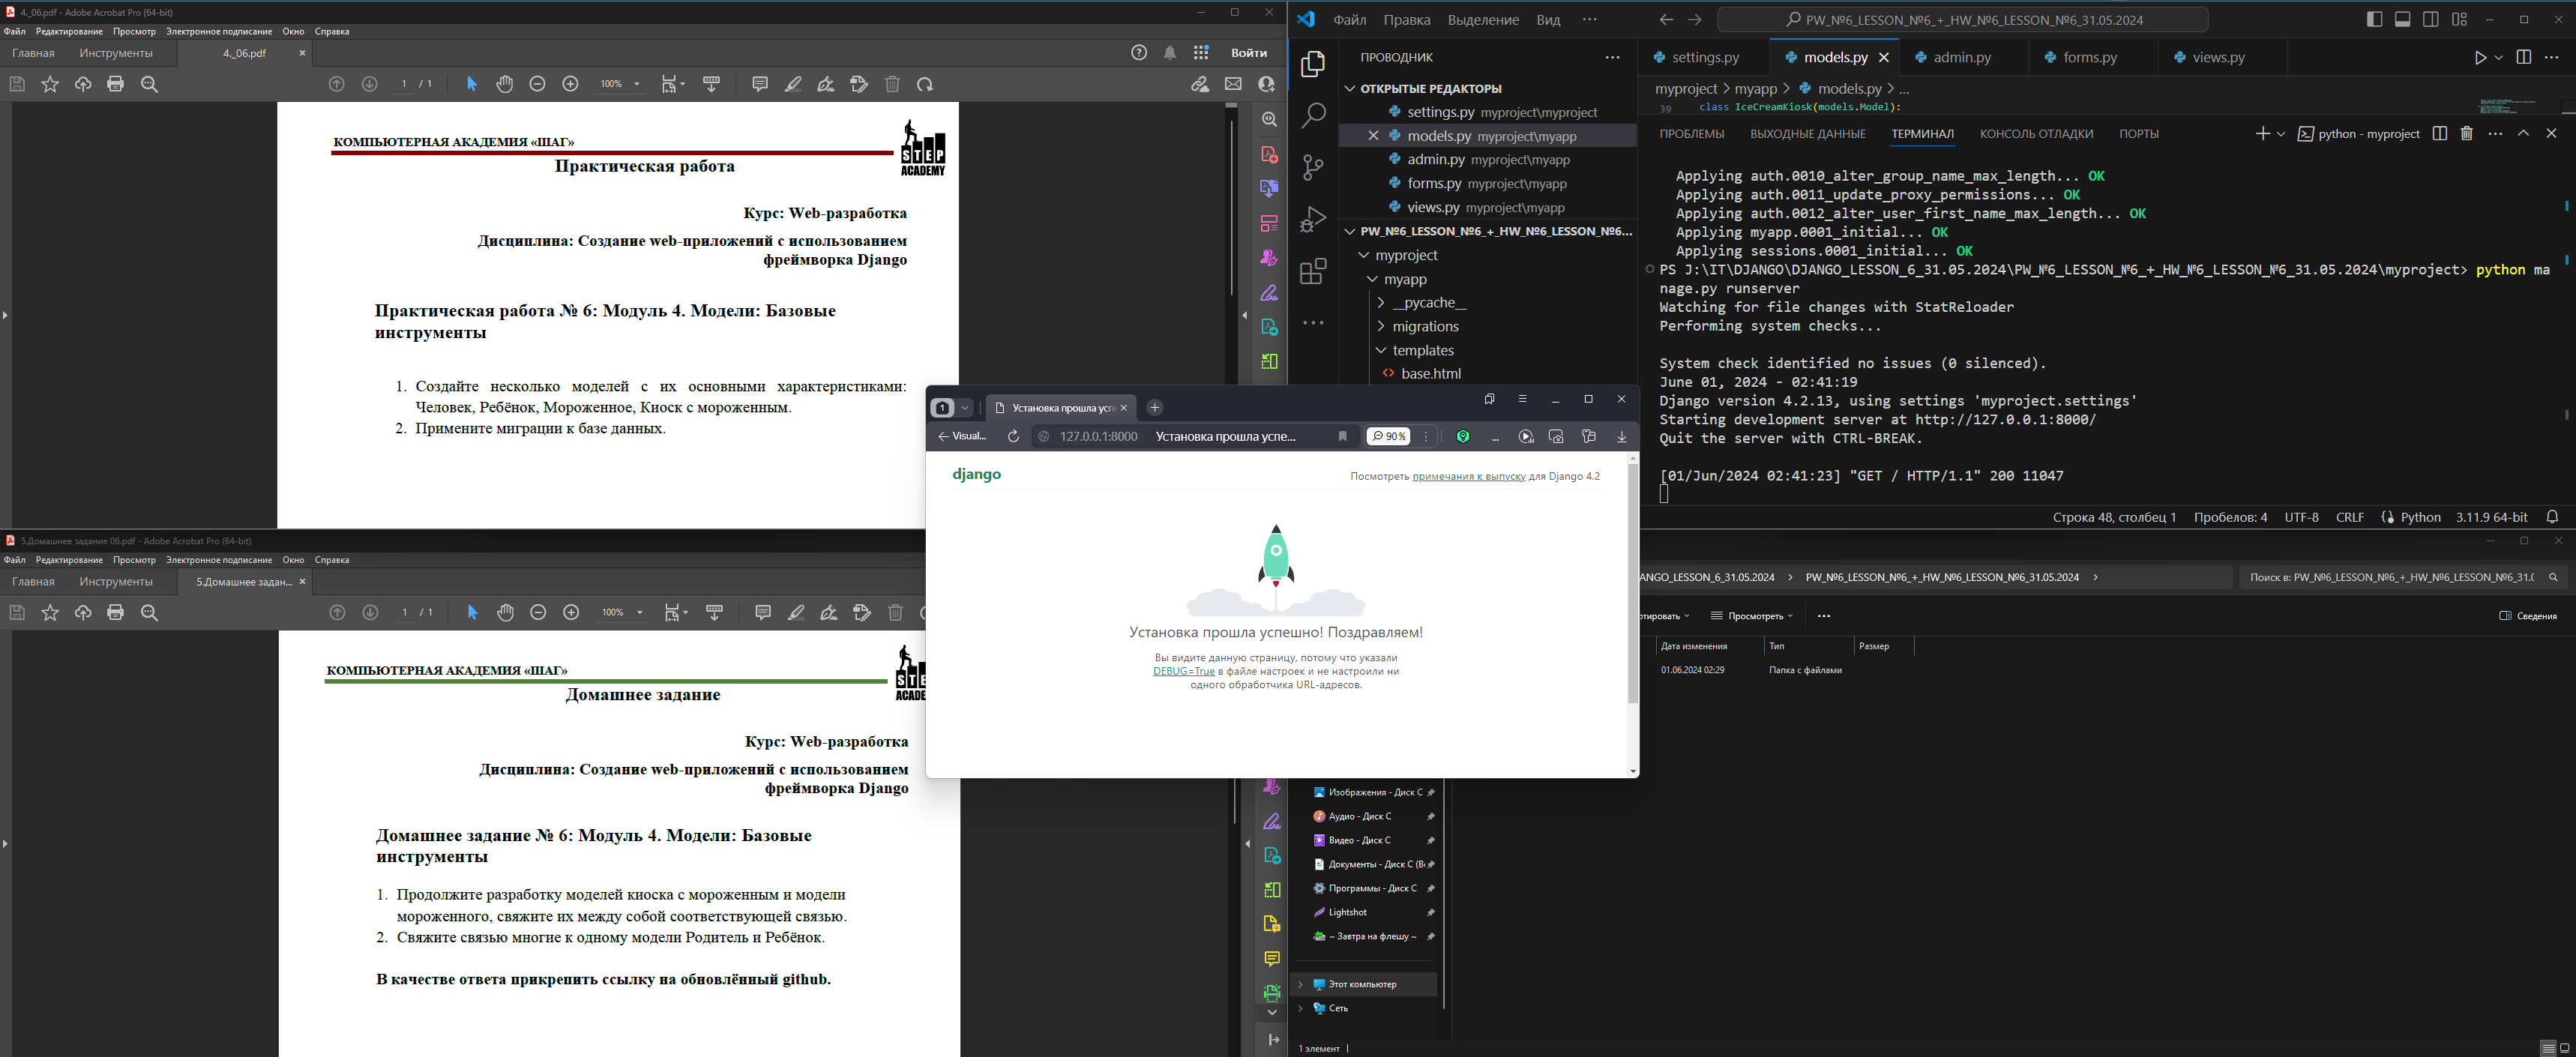 4._06.pdf - Adobe Acrobat Pro (64-bit)
Файл Редактирование Просмотр Электронное подписание Окно Справка
Главная Инструменты 4._06.pdf × Войти
1 / 1 100%
КОМПЬЮТЕРНАЯ АКАДЕМИЯ «ШАГ»
STEP
ACADEMY
Практическая работа
Курс: Web-разработка
Дисциплина: Создание web-приложений с использованием
фреймворка Django
Практическая работа № 6: Модуль 4. Модели: Базовые
инструменты
1. Создайте несколько моделей с их основными характеристиками:
Человек, Ребёнок, Мороженное, Киоск с мороженным.
2. Примените миграции к базе данных.
5.Домашнее задание 06.pdf - Adobe Acrobat Pro (64-bit)
Файл Редактирование Просмотр Электронное подписание Окно Справка
Главная Инструменты 5.Домашнее задан... ×
1 / 1 100%
КОМПЬЮТЕРНАЯ АКАДЕМИЯ «ШАГ»
Домашнее задание
Курс: Web-разработка
Дисциплина: Создание web-приложений с использованием
фреймворка Django
Домашнее задание № 6: Модуль 4. Модели: Базовые
инструменты
1. Продолжите разработку моделей киоска с мороженным и модели
мороженного, свяжите их между собой соответствующей связью.
2. Свяжите связью многие к одному модели Родитель и Ребёнок.
В качестве ответа прикрепить ссылку на обновлённый github.
Файл Правка Выделение Вид ···
PW_№6_LESSON_№6_+_HW_№6_LESSON_№6_31.05.2024
ПРОВОДНИК
ОТКРЫТЫЕ РЕДАКТОРЫ
settings.py myproject\myproject
models.py myproject\myapp
admin.py myproject\myapp
forms.py myproject\myapp
views.py myproject\myapp
PW_№6_LESSON_№6_+_HW_№6_LESSON_№6...
myproject
myapp
__pycache__
migrations
templates
base.html
settings.py models.py admin.py forms.py views.py
myproject > myapp > models.py > ...
39 class IceCreamKiosk(models.Model):
ПРОБЛЕМЫ ВЫХОДНЫЕ ДАННЫЕ ТЕРМИНАЛ КОНСОЛЬ ОТЛАДКИ ПОРТЫ
python - myproject
Applying auth.0010_alter_group_name_max_length... OK
Applying auth.0011_update_proxy_permissions... OK
Applying auth.0012_alter_user_first_name_max_length... OK
Applying myapp.0001_initial... OK
Applying sessions.0001_initial... OK
PS J:\IT\DJANGO\DJANGO_LESSON_6_31.05.2024\PW_№6_LESSON_№6_+_HW_№6_LESSON_№6_31.05.2024\myproject> python ma
nage.py runserver
Watching for file changes with StatReloader
Performing system checks...
System check identified no issues (0 silenced).
June 01, 2024 - 02:41:19
Django version 4.2.13, using settings 'myproject.settings'
Starting development server at http://127.0.0.1:8000/
Quit the server with CTRL-BREAK.
[01/Jun/2024 02:41:23] "GET / HTTP/1.1" 200 11047
Строка 48, столбец 1 Пробелов: 4 UTF-8 CRLF Python 3.11.9 64-bit
1 Установка прошла усп ×
Visual... 127.0.0.1:8000 Установка прошла успе... 90%
django
Посмотреть примечания к выпуску для Django 4.2
Установка прошла успешно! Поздравляем!
Вы видите данную страницу, потому что указали
DEBUG=True в файле настроек и не настроили ни
одного обработчика URL-адресов.
ANGO_LESSON_6_31.05.2024 > PW_№6_LESSON_№6_+_HW_№6_LESSON_№6_31.05.2024 >
Поиск в: PW_№6_LESSON_№6_+_HW_№6_LESSON_№6_31.0
тировать Просмотреть ··· Сведения
Дата изменения Тип Размер
01.06.2024 02:29 Папка с файлами
Изображения - Диск C
Аудио - Диск C
Видео - Диск C
Документы - Диск C (В
Программы - Диск C
Lightshot
~ Завтра на флешу ~
Этот компьютер
Сеть
1 элемент